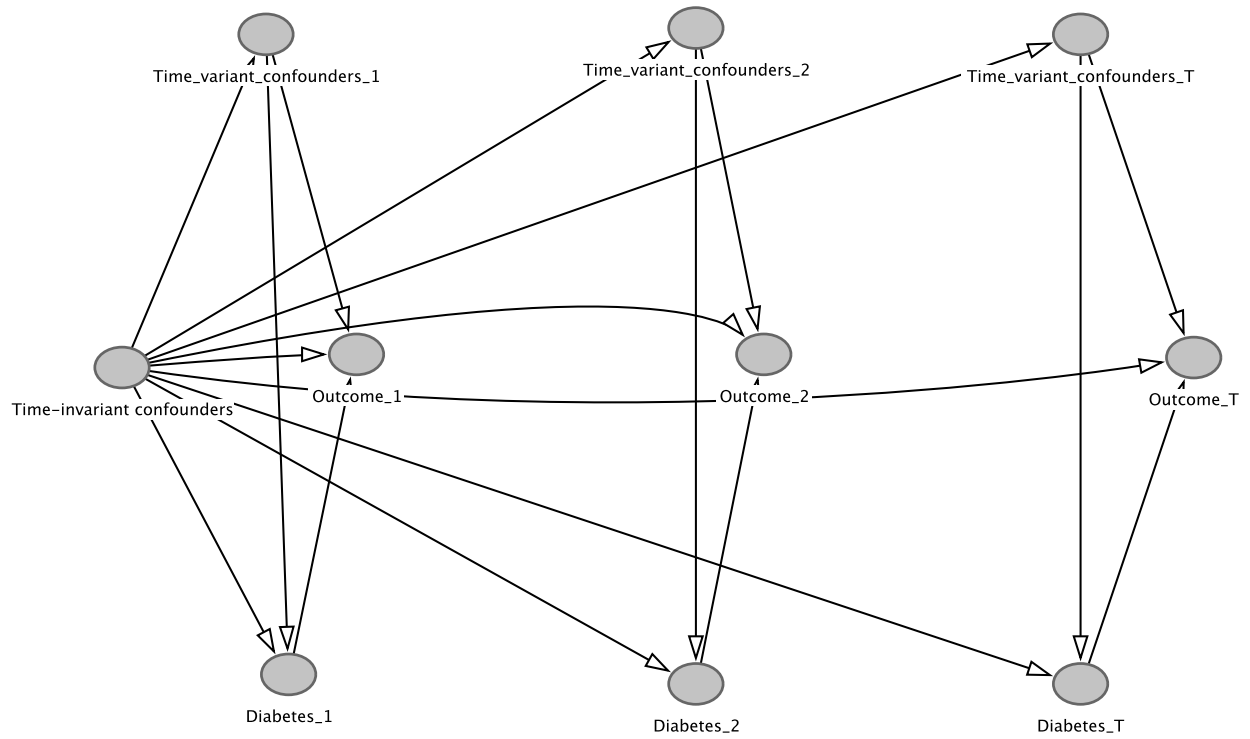 Time_variant_confounders_1
Time_variant_confounders_2
Time_variant_confounders_T
Time-invariant confounders
Outcome_1
Outcome_2
Outcome_T
Diabetes_1
Diabetes_2
Diabetes_T